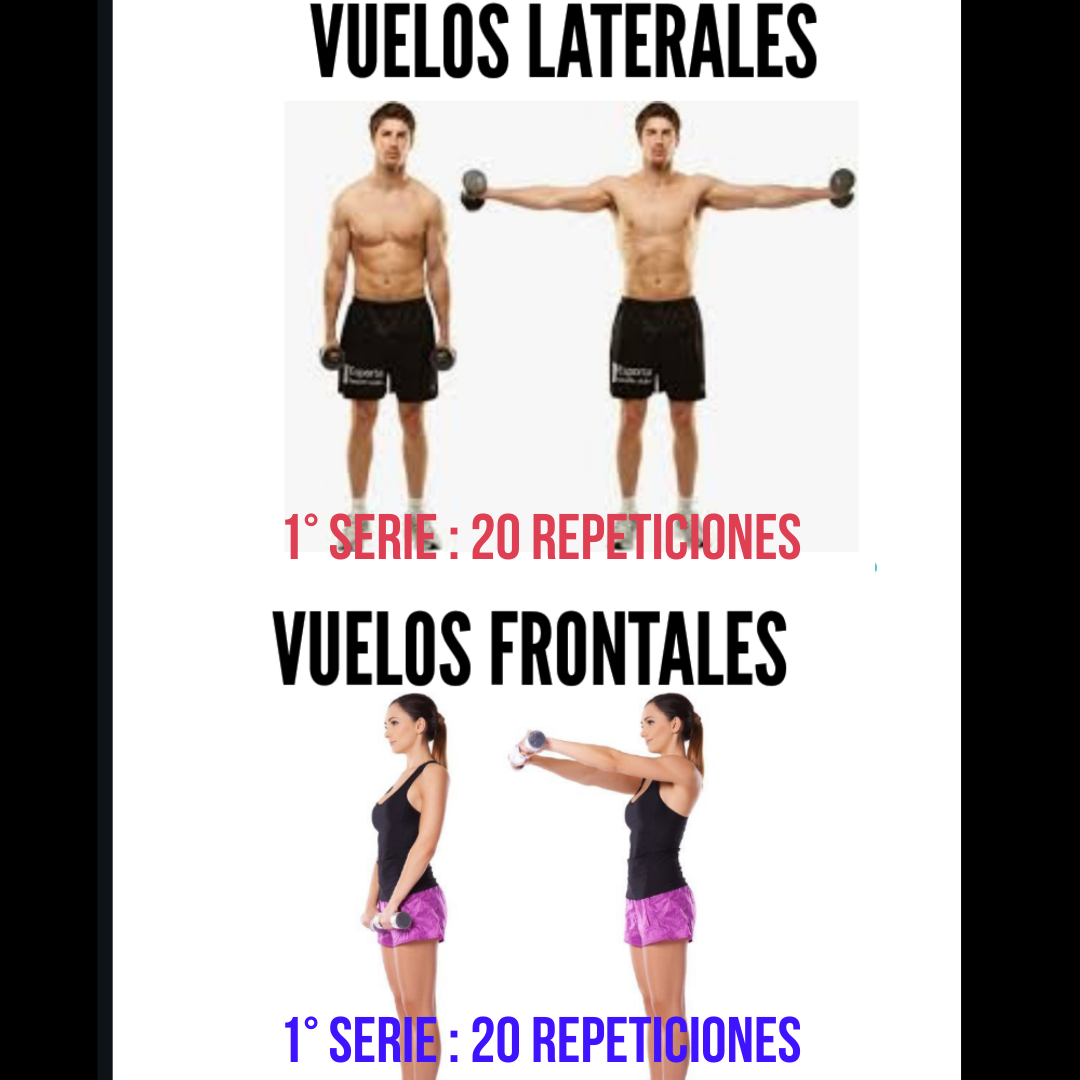 VUELOS LATERALES
1° SERIE : 20 REPETICIONES
VUELOS FRONTALES
1° SERIE : 20 REPETICIONES